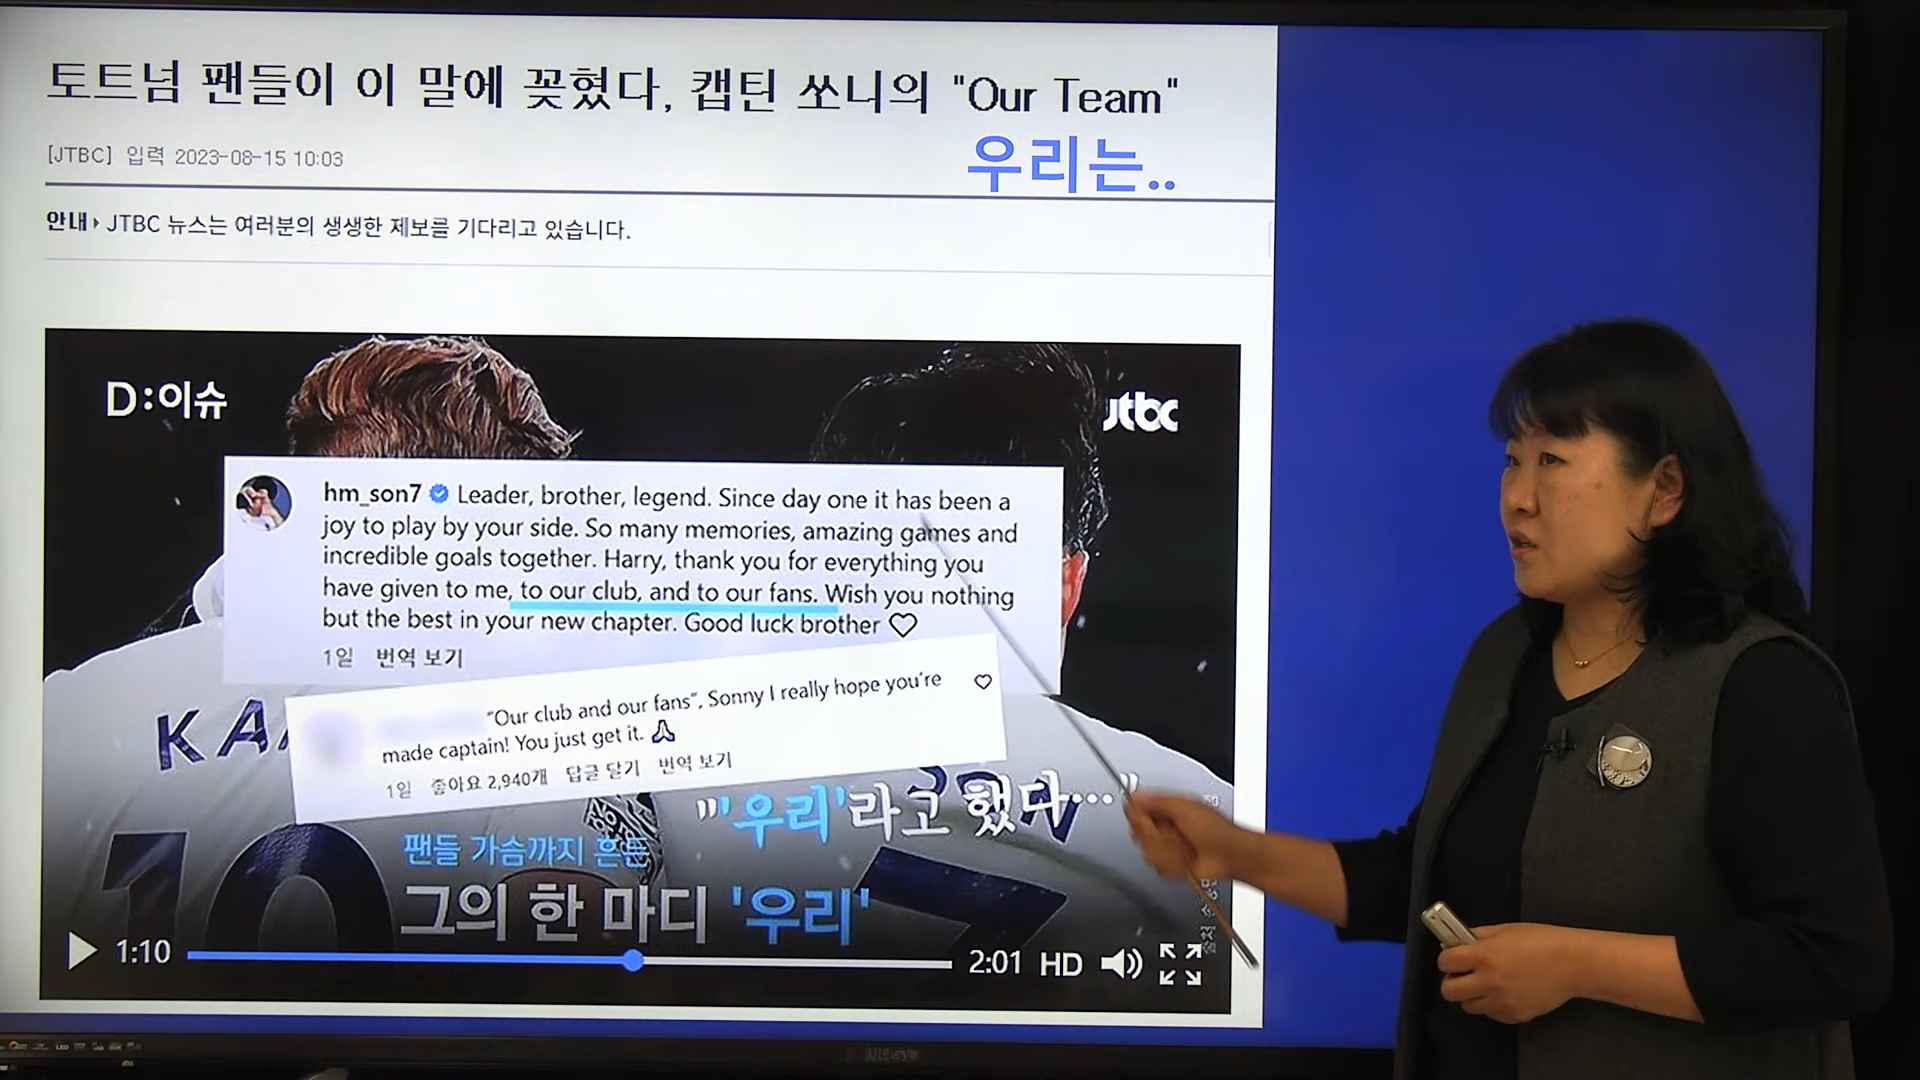 토트넘 팬들이 이 말에 꽂혔다, 캡틴 쏘니의 "Our Team"
우리는..
[JTBC] 입력 2023-08-15 10:03
안내 JTBC 뉴스는 여러분의 생생한 제보를 기다리고 있습니다.
D:이슈
jtbc
hm_son7 Leader, brother, legend. Since day one it has been a
joy to play by your side. So many memories, amazing games and
incredible goals together. Harry, thank you for everything you
have given to me, to our club, and to our fans. Wish you nothing
but the best in your new chapter. Good luck brother
1일 번역 보기
"Our club and our fans", Sonny I really hope you're
made captain! You just get it.
1일 좋아요 2,940개 답글 달기 번역 보기
KA
10
7
"'우리'라고 했다…"
팬들 가슴까지 흔든
그의 한 마디 '우리'
1:10
2:01 HD